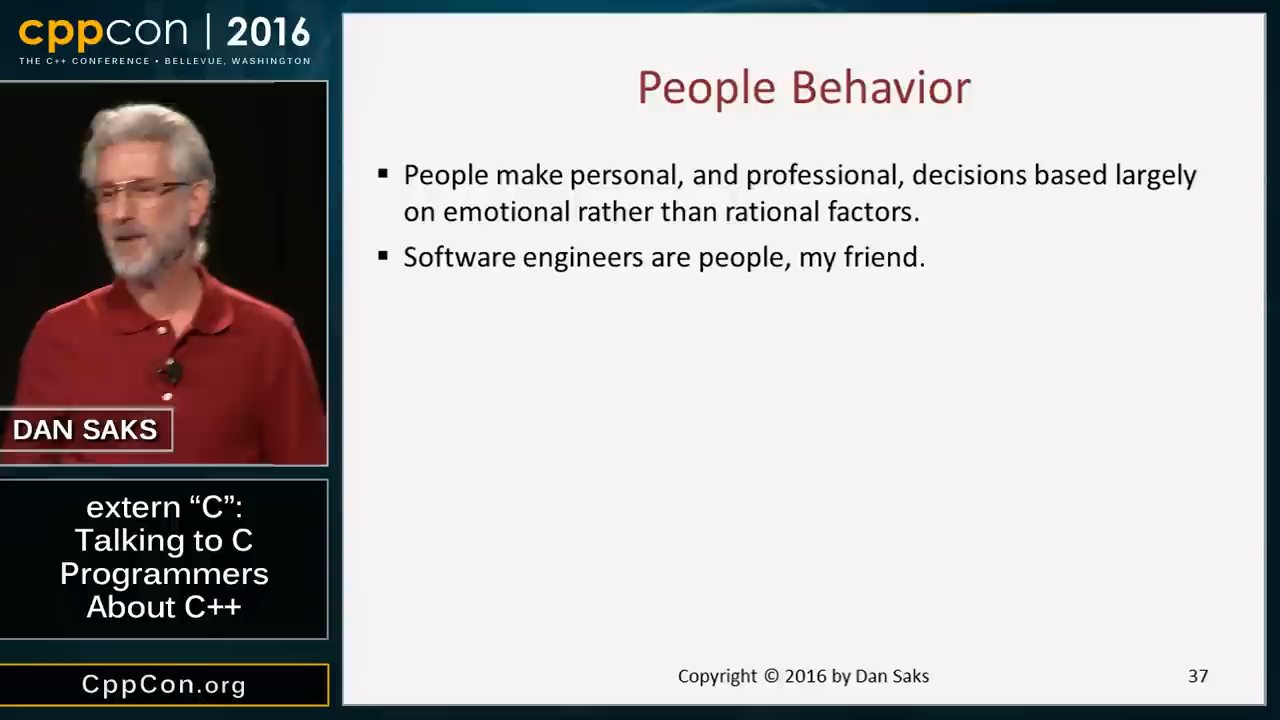 cppcon | 2016
THE C++ CONFERENCE • BELLEVUE, WASHINGTON
DAN SAKS
extern “C”:
Talking to C
Programmers
About C++
CppCon.org
People Behavior
▪ People make personal, and professional, decisions based largely
on emotional rather than rational factors.
▪ Software engineers are people, my friend.
Copyright © 2016 by Dan Saks
37